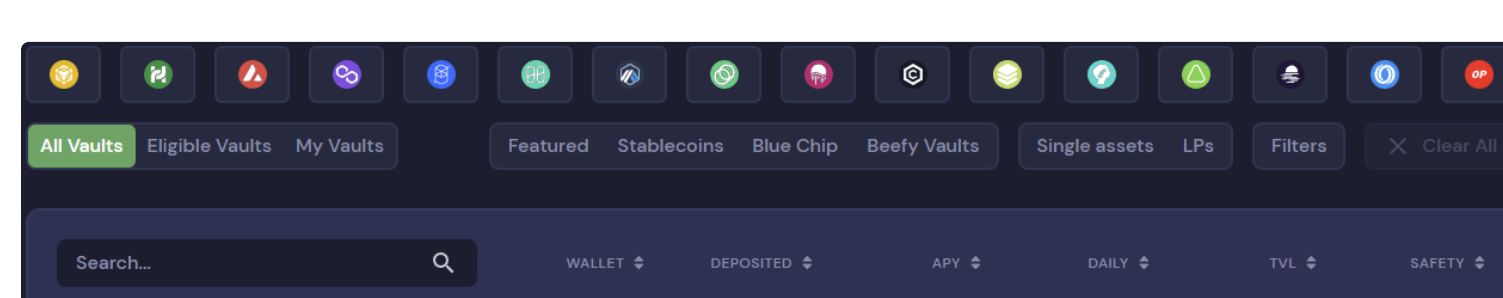 OP
All Vaults Eligible Vaults My Vaults Featured Stablecoins Blue Chip Beefy Vaults Single assets LPs Filters Clear All
Search... WALLET DEPOSITED APY DAILY TVL SAFETY